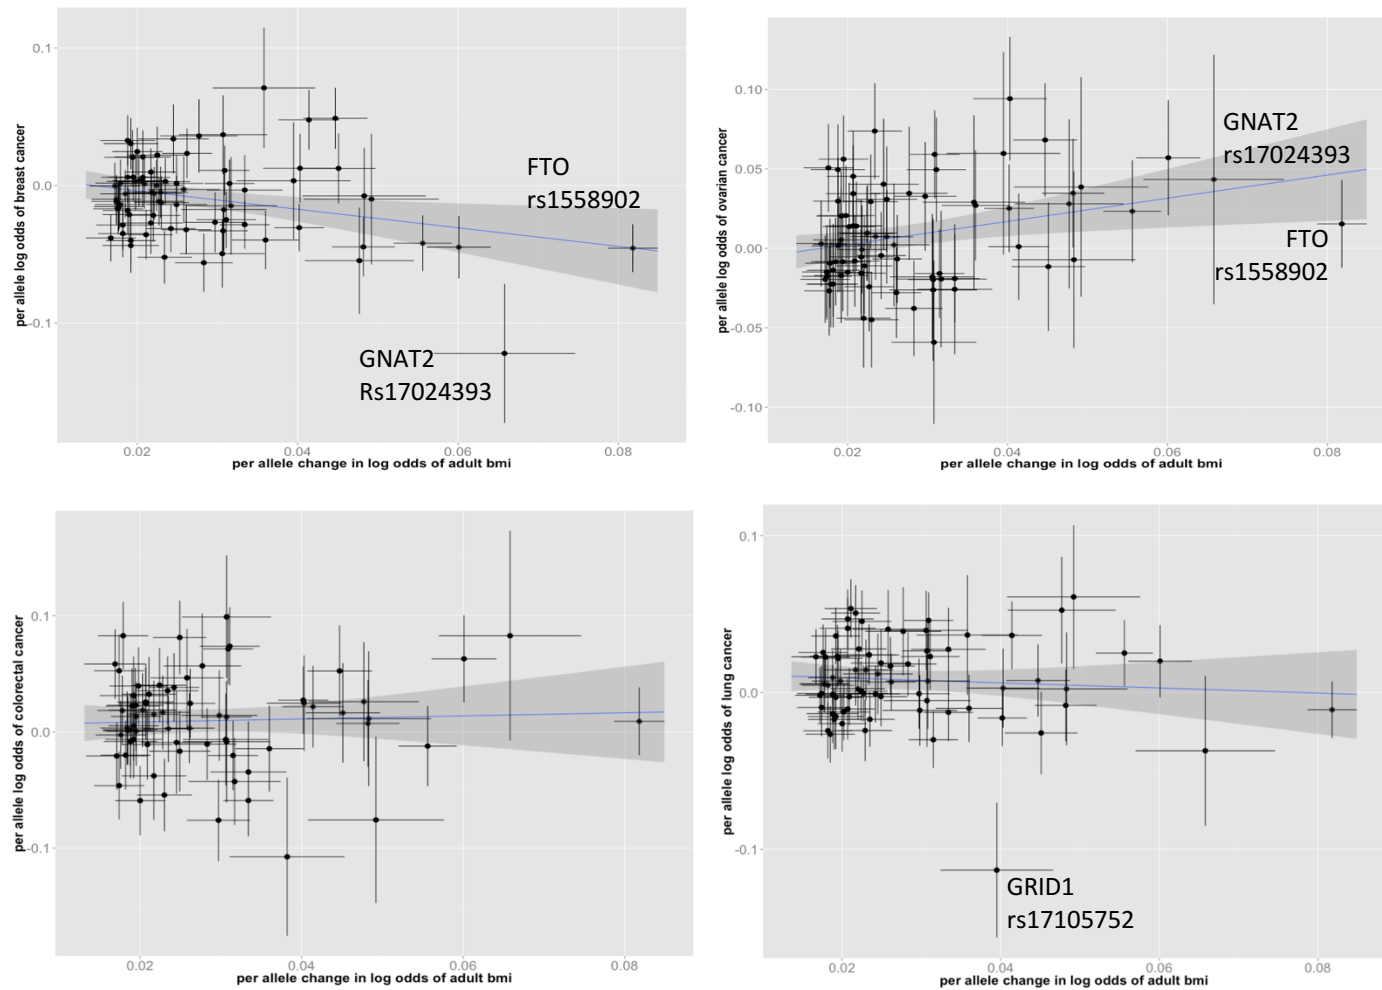 per allele log odds of breast cancer
0.1
0.0
-0.1
FTO
rs1558902
GNAT2
Rs17024393
0.02
0.04
0.06
0.08
per allele change in log odds of adult bmi
per allele log odds of ovarian cancer
0.10
0.05
0.00
-0.05
-0.10
GNAT2
rs17024393
FTO
rs1558902
0.02
0.04
0.06
0.08
per allele change in log odds of adult bmi
per allele log odds of colorectal cancer
0.1
0.0
-0.1
0.02
0.04
0.06
0.08
per allele change in log odds of adult bmi
per allele log odds of lung cancer
0.1
0.0
-0.1
GRID1
rs17105752
0.02
0.04
0.06
0.08
per allele change in log odds of adult bmi